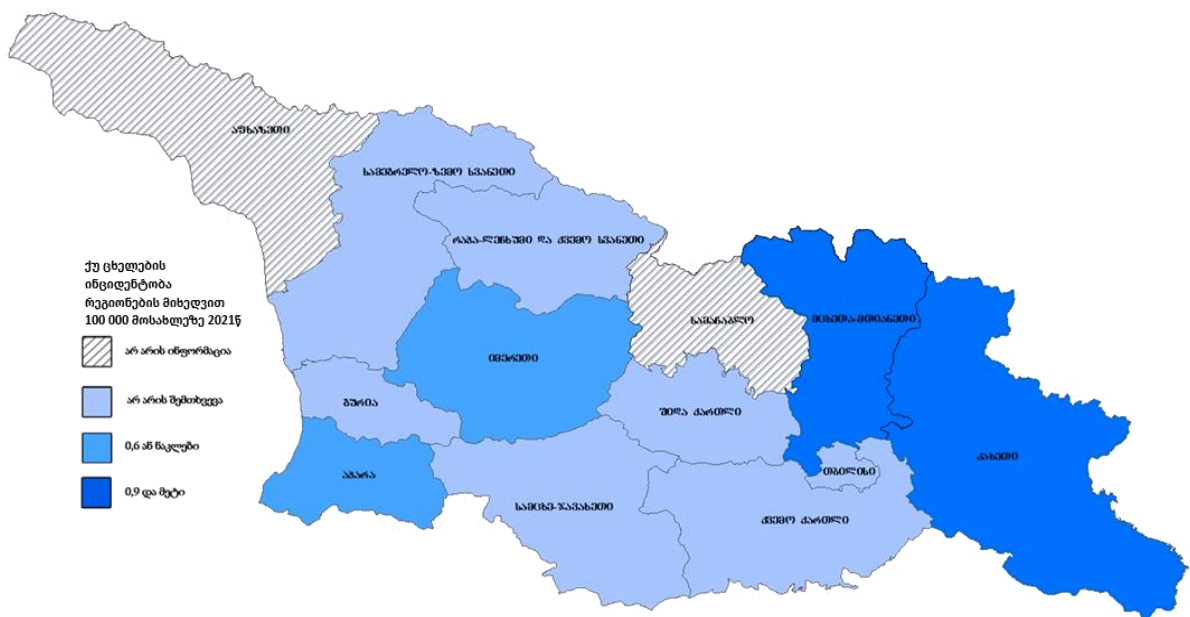 აფხაზეთი
სამეგრელო-ზემო სვანეთი
რაჭა-ლეჩხუმი და ქვემო სვანეთი
სამაჩაბლო
მცხეთა-მთიანეთი
იმერეთი
გურია
შიდა ქართლი
აჭარა
თბილისი
კახეთი
სამცხე-ჯავახეთი
ქვემო ქართლი
ქუ ცხელების
ინციდენტობა
რეგიონების მიხედვით
100 000 მოსახლეზე 2021წ
არ არის ინფორმაცია
არ არის შემთხვევა
0,6 ან ნაკლები
0,9 და მეტი